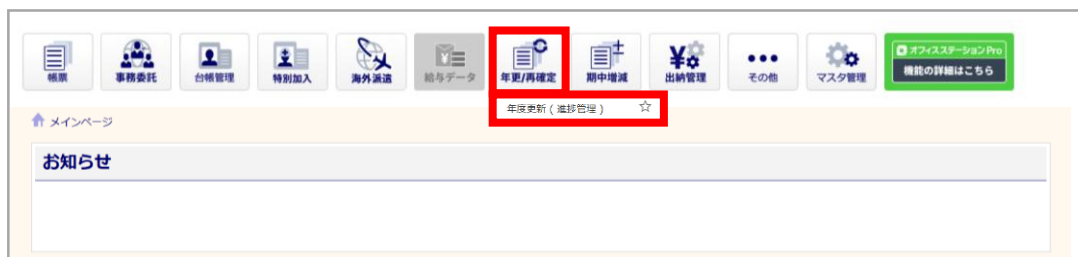 帳票
事務委託
台帳管理
特別加入
海外派遣
給与データ
年更/再確定
期中増減
出納管理
その他
マスタ管理
オフィスステーション Pro
機能の詳細はこちら
年度更新 ( 進捗管理 ) ☆
メインページ
お知らせ